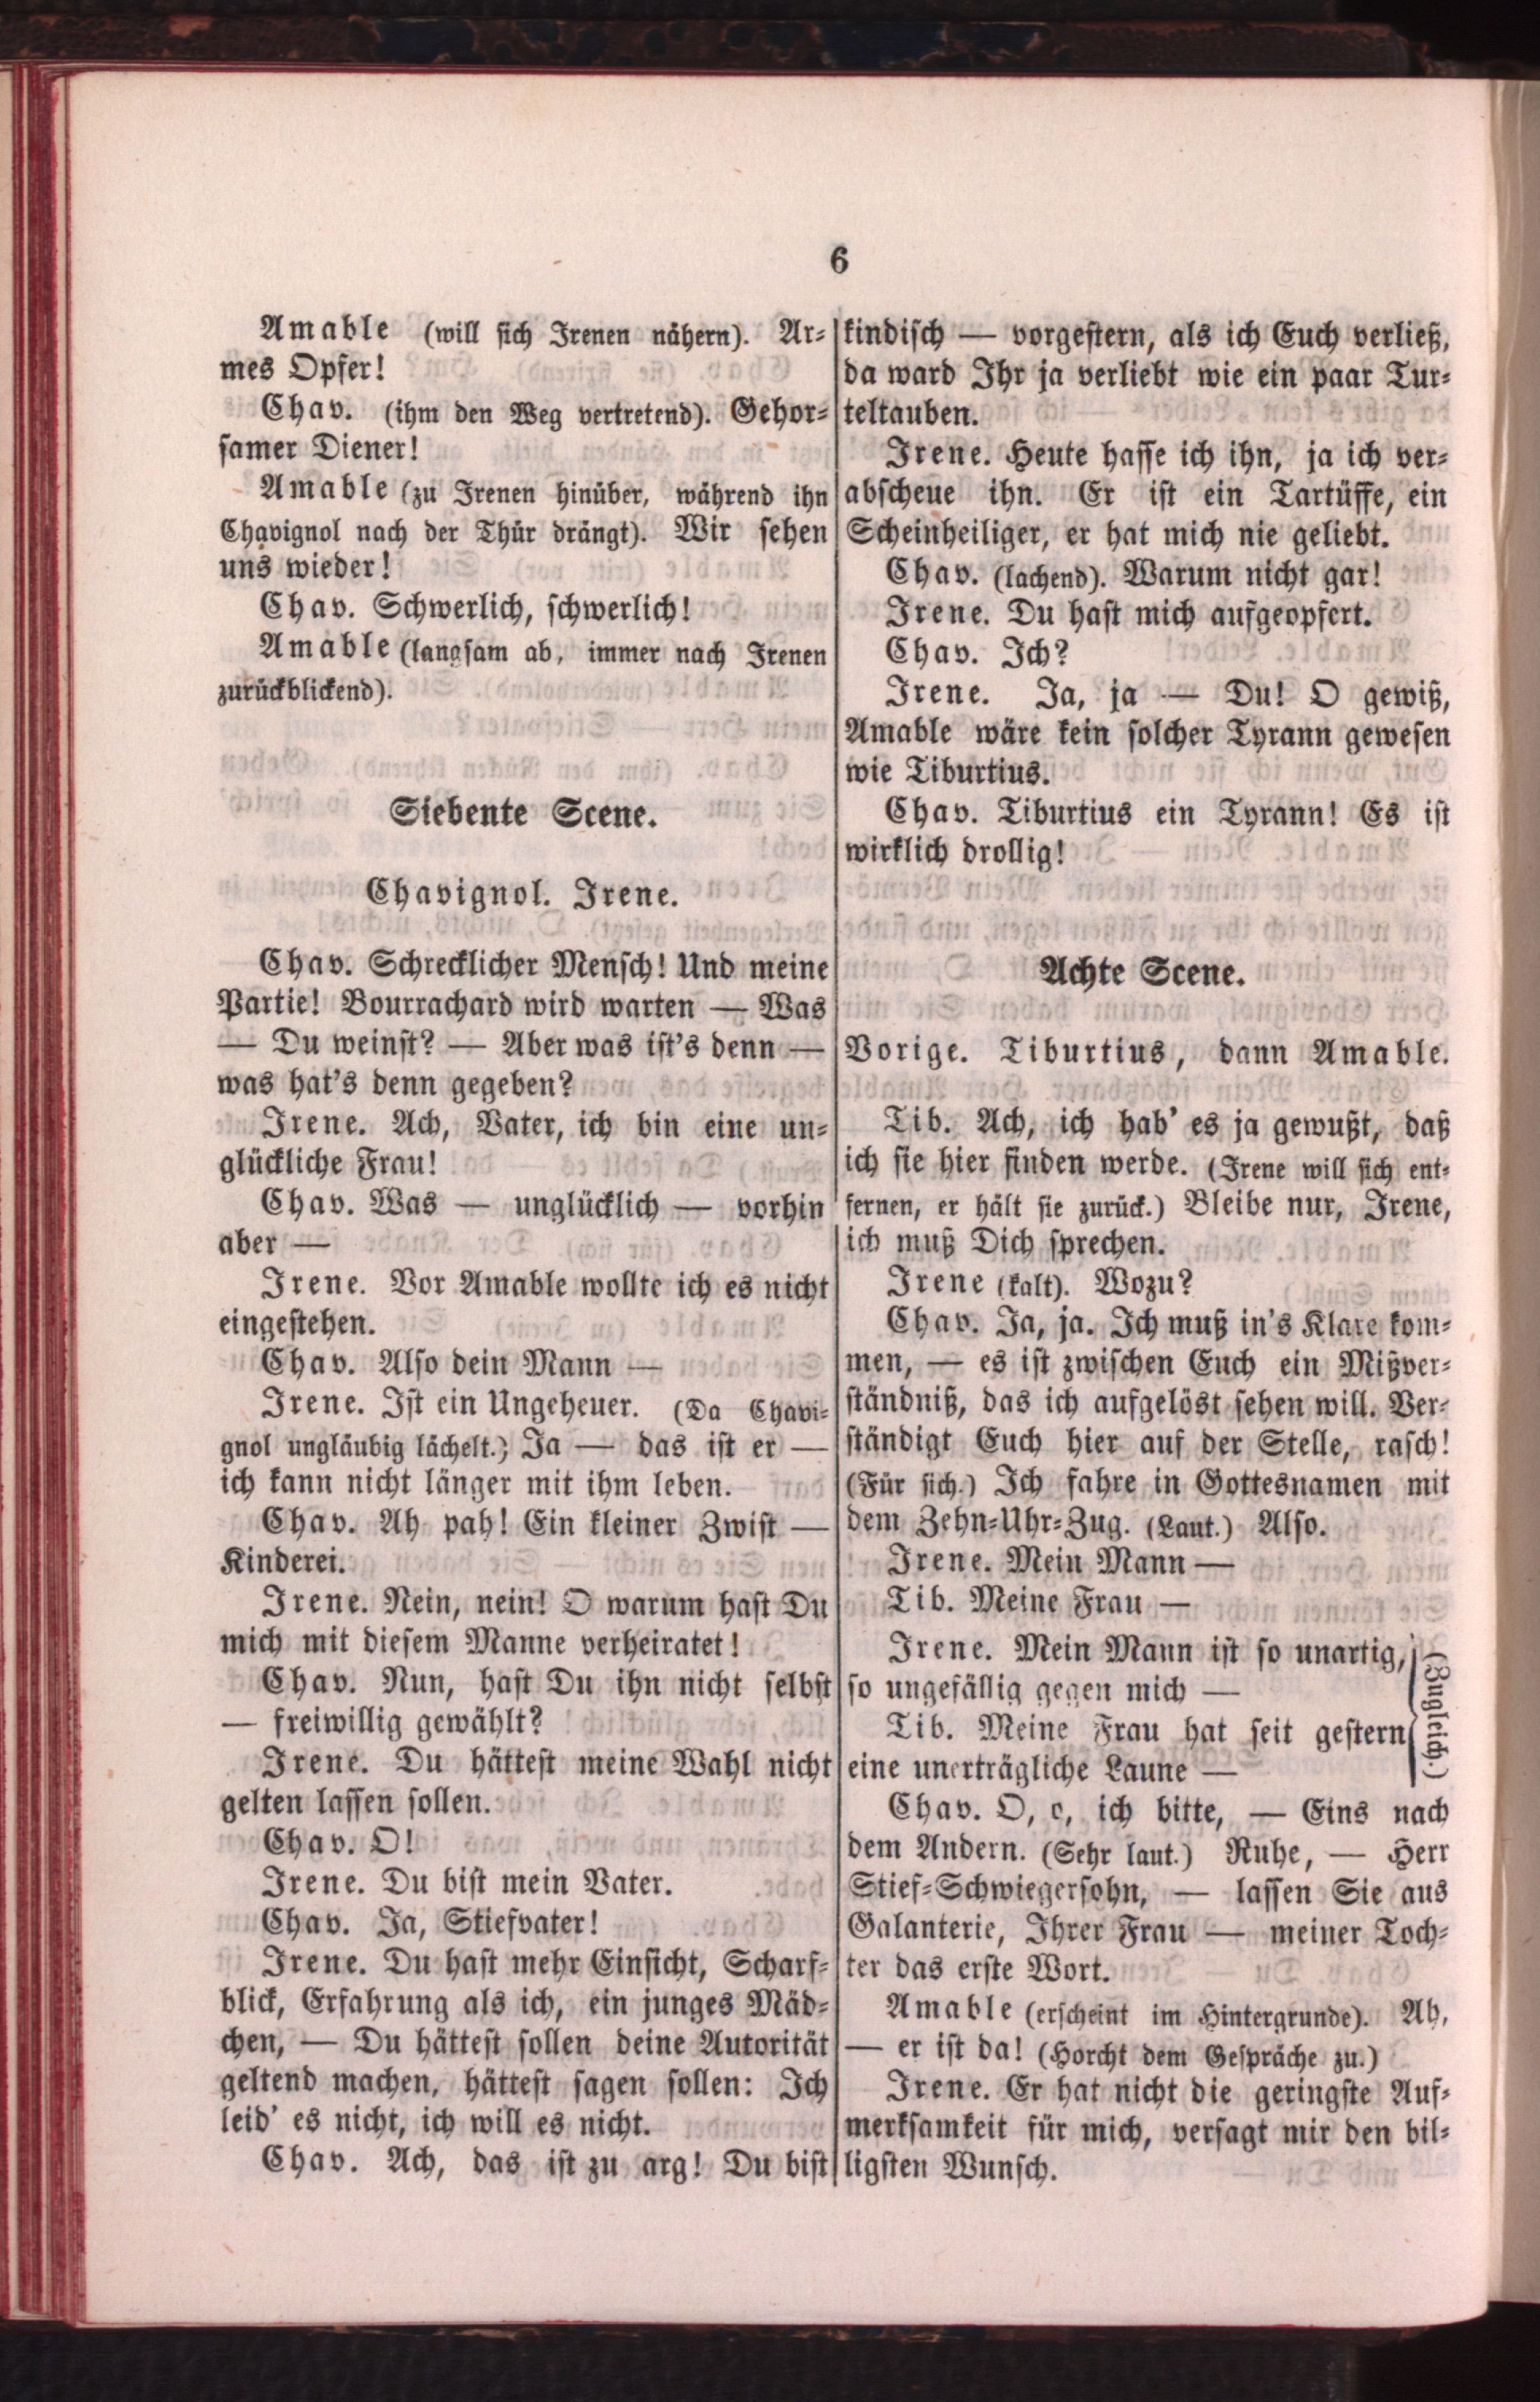 6
Amable (will sich Irenen nähern). Ar-
mes Opfer!
Chav. (ihm den Weg vertretend). Gehor-
samer Diener!
Amable (zu Irenen hinüber, während ihn
Chavignol nach der Thür drängt). Wir sehen
uns wieder!
Chav. Schwerlich, schwerlich!
Amable (langsam ab, immer nach Irenen
zurückblickend).
Siebente Scene.
Chavignol. Irene.
Chav. Schrecklicher Mensch! Und meine
Partie! Bourrachard wird warten — Was
— Du weinst? — Aber was ist's denn —
was hat's denn gegeben?
Irene. Ach, Vater, ich bin eine un-
glückliche Frau!
Chav. Was — unglücklich — vorhin
aber —
Irene. Vor Amable wollte ich es nicht
eingestehen.
Chav. Also dein Mann —
Irene. Ist ein Ungeheuer. (Da Chavi-
gnol ungläubig lächelt.) Ja — das ist er —
ich kann nicht länger mit ihm leben.
Chav. Ah pah! Ein kleiner Zwist —
Kinderei.
Irene. Nein, nein! O warum hast Du
mich mit diesem Manne verheiratet!
Chav. Nun, hast Du ihn nicht selbst
— freiwillig gewählt?
Irene. Du hättest meine Wahl nicht
gelten lassen sollen.
Chav. O!
Irene. Du bist mein Vater.
Chav. Ja, Stiefvater!
Irene. Du hast mehr Einsicht, Scharf-
blick, Erfahrung als ich, ein junges Mäd-
chen, — Du hättest sollen deine Autorität
geltend machen, hättest sagen sollen: Ich
leid' es nicht, ich will es nicht.
Chav. Ach, das ist zu arg! Du bist
kindisch — vorgestern, als ich Euch verließ,
da ward Ihr ja verliebt wie ein paar Tur-
teltauben.
Irene. Heute hasse ich ihn, ja ich ver-
abscheue ihn. Er ist ein Tartüffe, ein
Scheinheiliger, er hat mich nie geliebt.
Chav. (lachend). Warum nicht gar!
Irene. Du hast mich aufgeopfert.
Chav. Ich?
Irene. Ja, ja — Du! O gewiß,
Amable wäre kein solcher Tyrann gewesen
wie Tiburtius.
Chav. Tiburtius ein Tyrann! Es ist
wirklich drollig!
Achte Scene.
Vorige. Tiburtius, dann Amable.
Tib. Ach, ich hab' es ja gewußt, daß
ich sie hier finden werde. (Irene will sich ent-
fernen, er hält sie zurück.) Bleibe nur, Irene,
ich muß Dich sprechen.
Irene (kalt). Wozu?
Chav. Ja, ja. Ich muß in's Klare kom-
men, — es ist zwischen Euch ein Mißver-
ständniß, das ich aufgelöst sehen will. Ver-
ständigt Euch hier auf der Stelle, rasch!
(Für sich.) Ich fahre in Gottesnamen mit
dem Zehn-Uhr-Zug. (Laut.) Also.
Irene. Mein Mann —
Tib. Meine Frau —
Irene. Mein Mann ist so unartig,
so ungefällig gegen mich —
Tib. Meine Frau hat seit gestern
eine unerträgliche Laune —
(Zugleich.)
Chav. O, o, ich bitte, — Eins nach
dem Andern. (Sehr laut.) Ruhe, — Herr
Stief-Schwiegersohn, — lassen Sie aus
Galanterie, Ihrer Frau — meiner Toch-
ter das erste Wort.
Amable (erscheint im Hintergrunde). Ah,
— er ist da! (Horcht dem Gespräche zu.)
Irene. Er hat nicht die geringste Auf-
merksamkeit für mich, versagt mir den bil-
ligsten Wunsch.